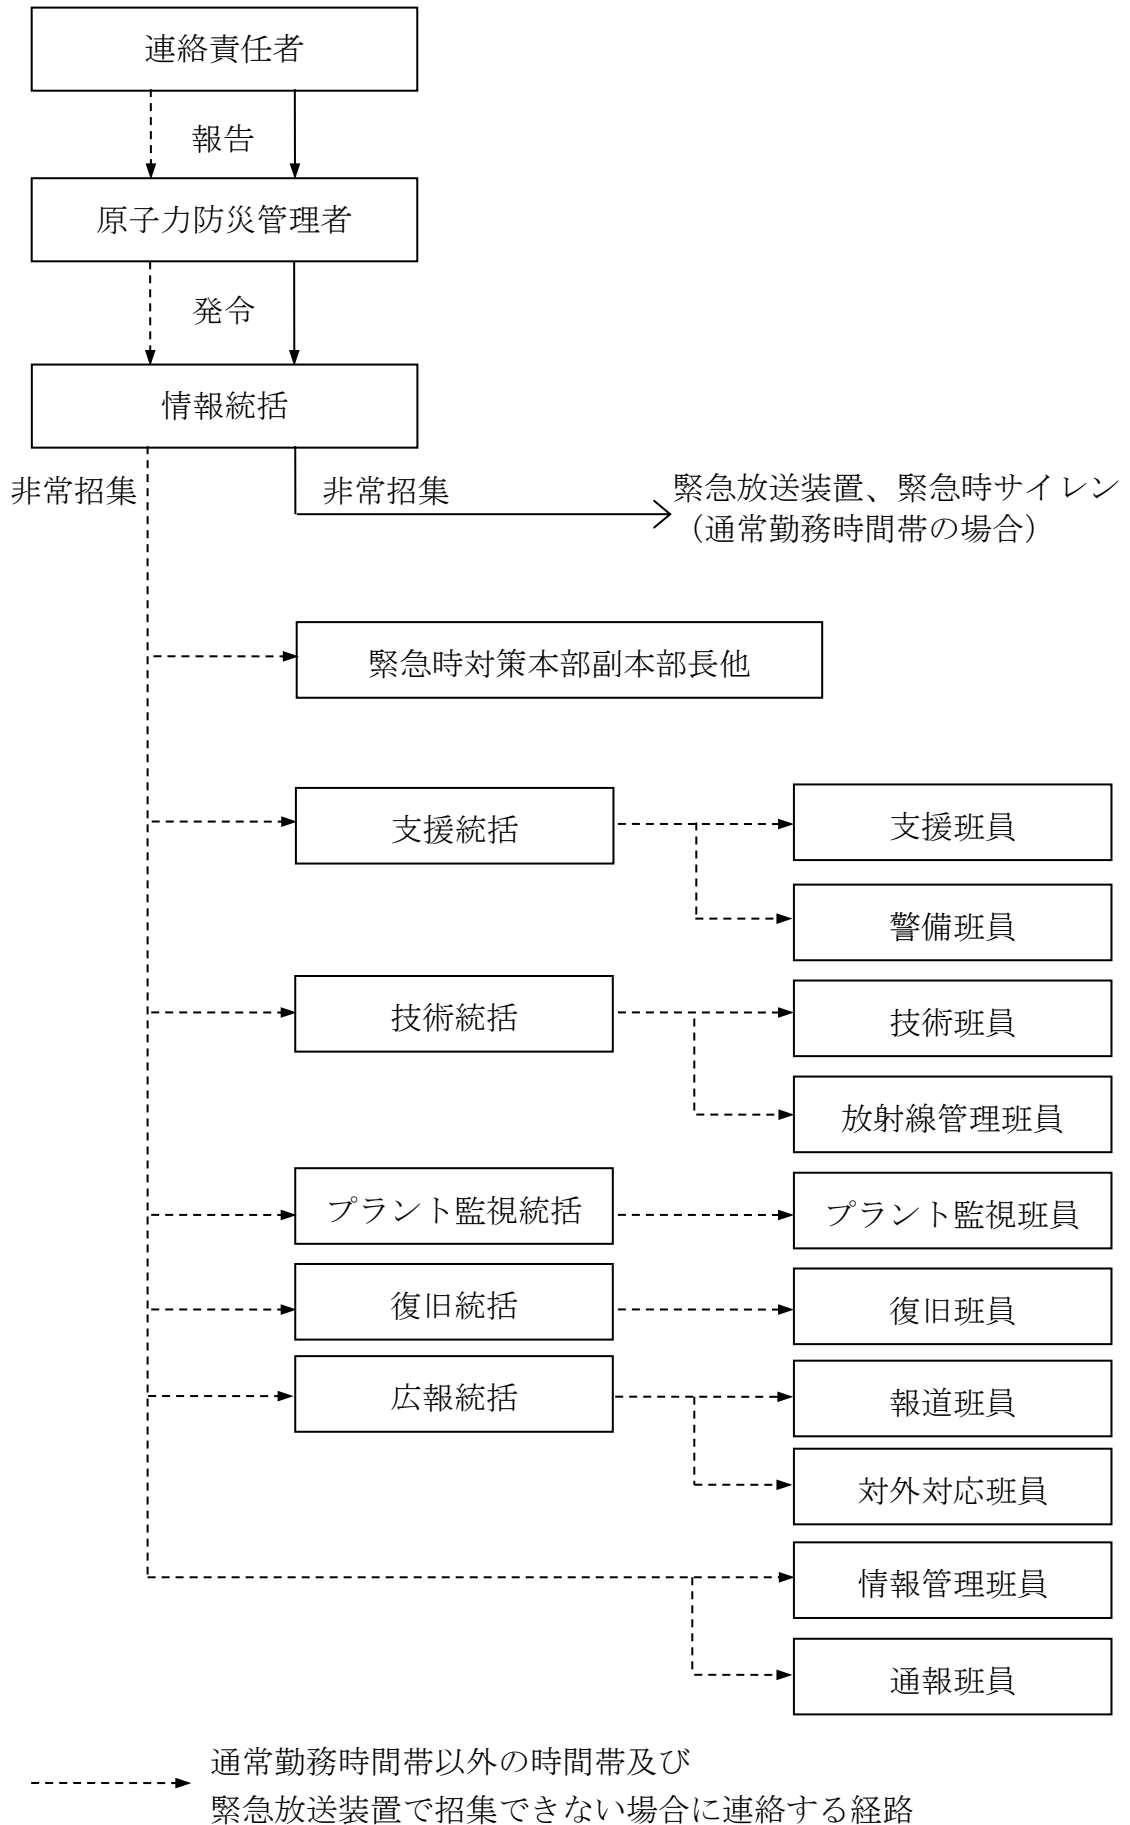 連絡責任者
報告
原子力防災管理者
発令
情報統括
非常招集
非常招集
緊急放送装置、緊急時サイレン
（通常勤務時間帯の場合）
緊急時対策本部副本部長他
支援統括
支援班員
警備班員
技術統括
技術班員
放射線管理班員
プラント監視統括
プラント監視班員
復旧統括
復旧班員
広報統括
報道班員
対外対応班員
情報管理班員
通報班員
通常勤務時間帯以外の時間帯及び
緊急放送装置で招集できない場合に連絡する経路